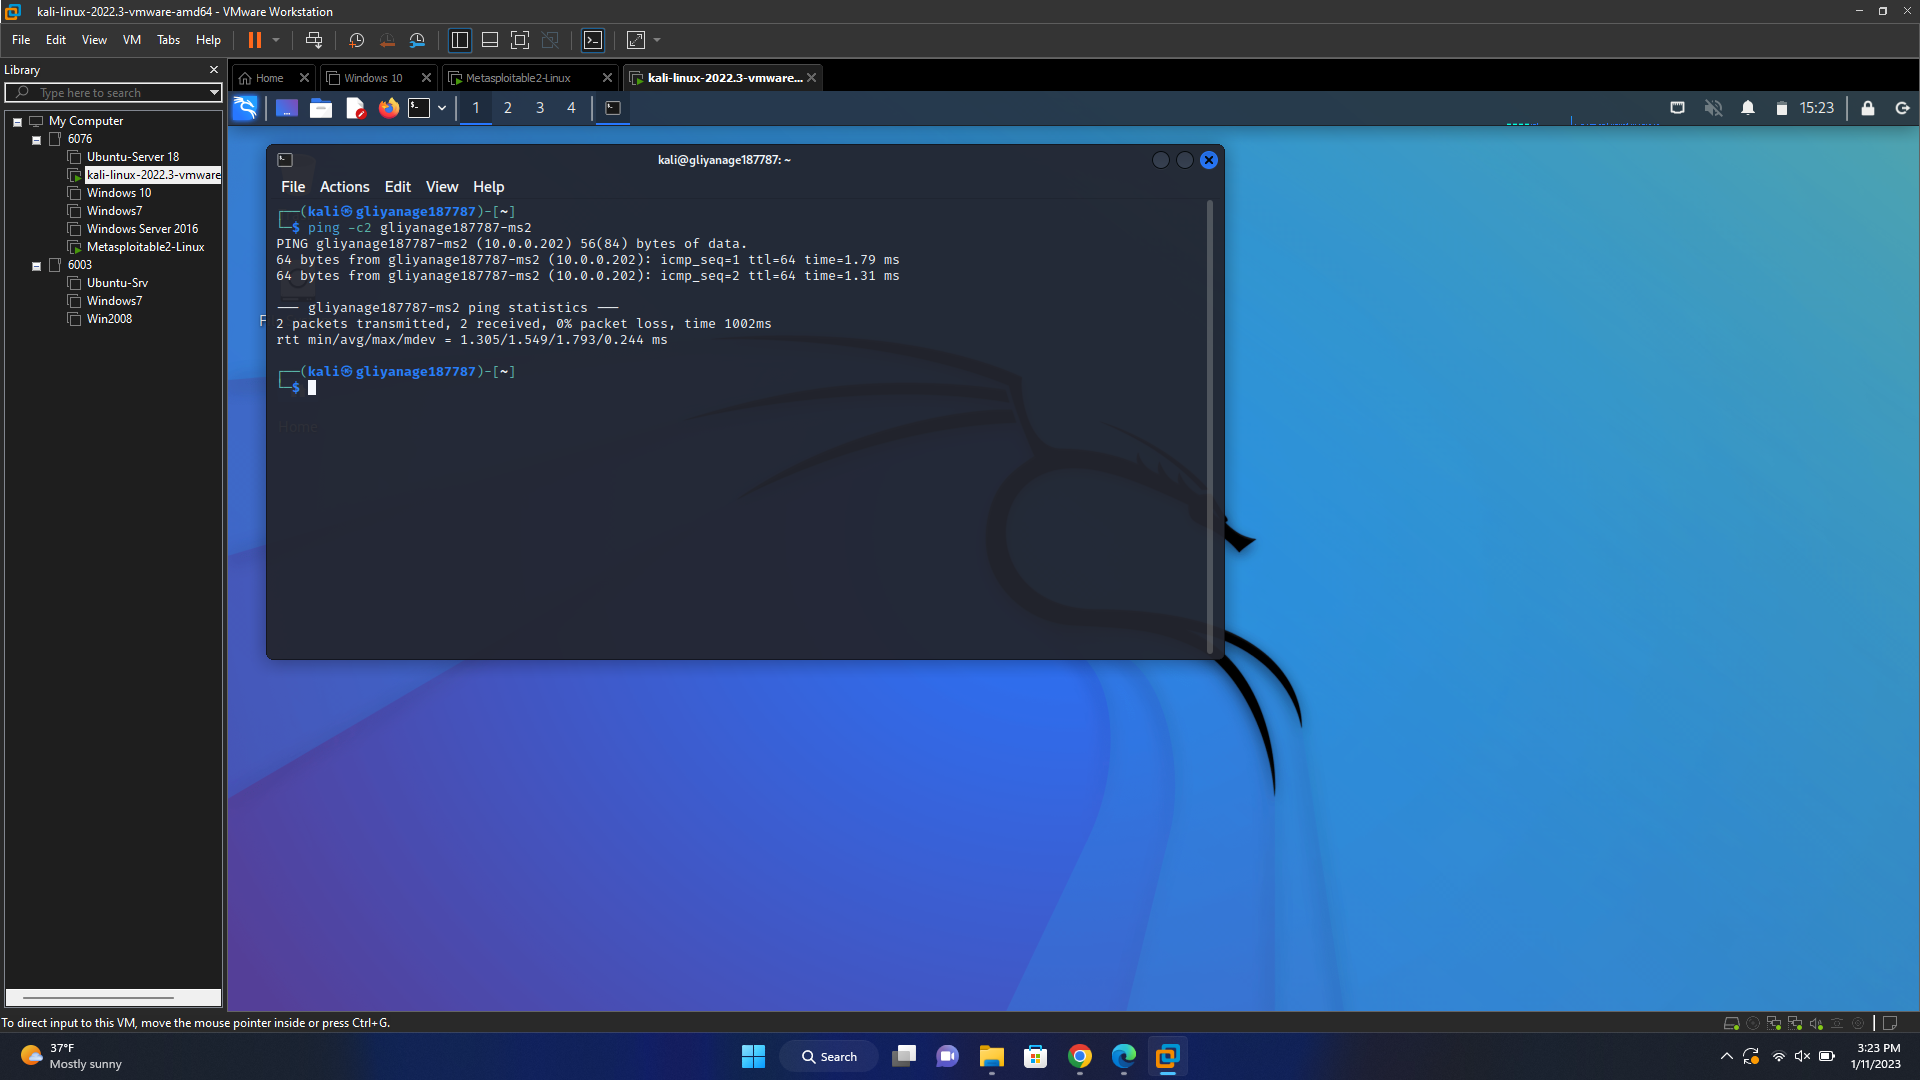 kali-linux-2022.3-vmware-amd64 - VMware Workstation
File Edit View VM Tabs Help
Library
Type here to search
My Computer
6076
Ubuntu-Server 18
kali-linux-2022.3-vmware
Windows 10
Windows7
Windows Server 2016
Metasploitable2-Linux
6003
Ubuntu-Srv
Windows7
Win2008
Home Windows 10 Metasploitable2-Linux kali-linux-2022.3-vmware...
1 2 3 4 15:23
kali@gliyanage187787: ~
File Actions Edit View Help
┌──(kali㉿gliyanage187787)-[~]
└─$ ping -c2 gliyanage187787-ms2
PING gliyanage187787-ms2 (10.0.0.202) 56(84) bytes of data.
64 bytes from gliyanage187787-ms2 (10.0.0.202): icmp_seq=1 ttl=64 time=1.79 ms
64 bytes from gliyanage187787-ms2 (10.0.0.202): icmp_seq=2 ttl=64 time=1.31 ms
--- gliyanage187787-ms2 ping statistics ---
2 packets transmitted, 2 received, 0% packet loss, time 1002ms
rtt min/avg/max/mdev = 1.305/1.549/1.793/0.244 ms
┌──(kali㉿gliyanage187787)-[~]
└─$
Home
To direct input to this VM, move the mouse pointer inside or press Ctrl+G.
37°F
Mostly sunny
Search
3:23 PM
1/11/2023